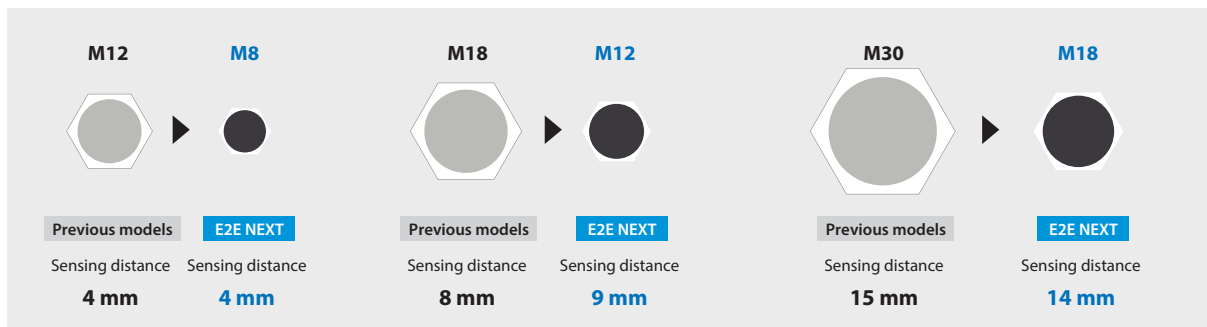 M12 M8
Previous models E2E NEXT
Sensing distance Sensing distance
4 mm 4 mm
M18 M12
Previous models E2E NEXT
Sensing distance Sensing distance
8 mm 9 mm
M30 M18
Previous models E2E NEXT
Sensing distance Sensing distance
15 mm 14 mm